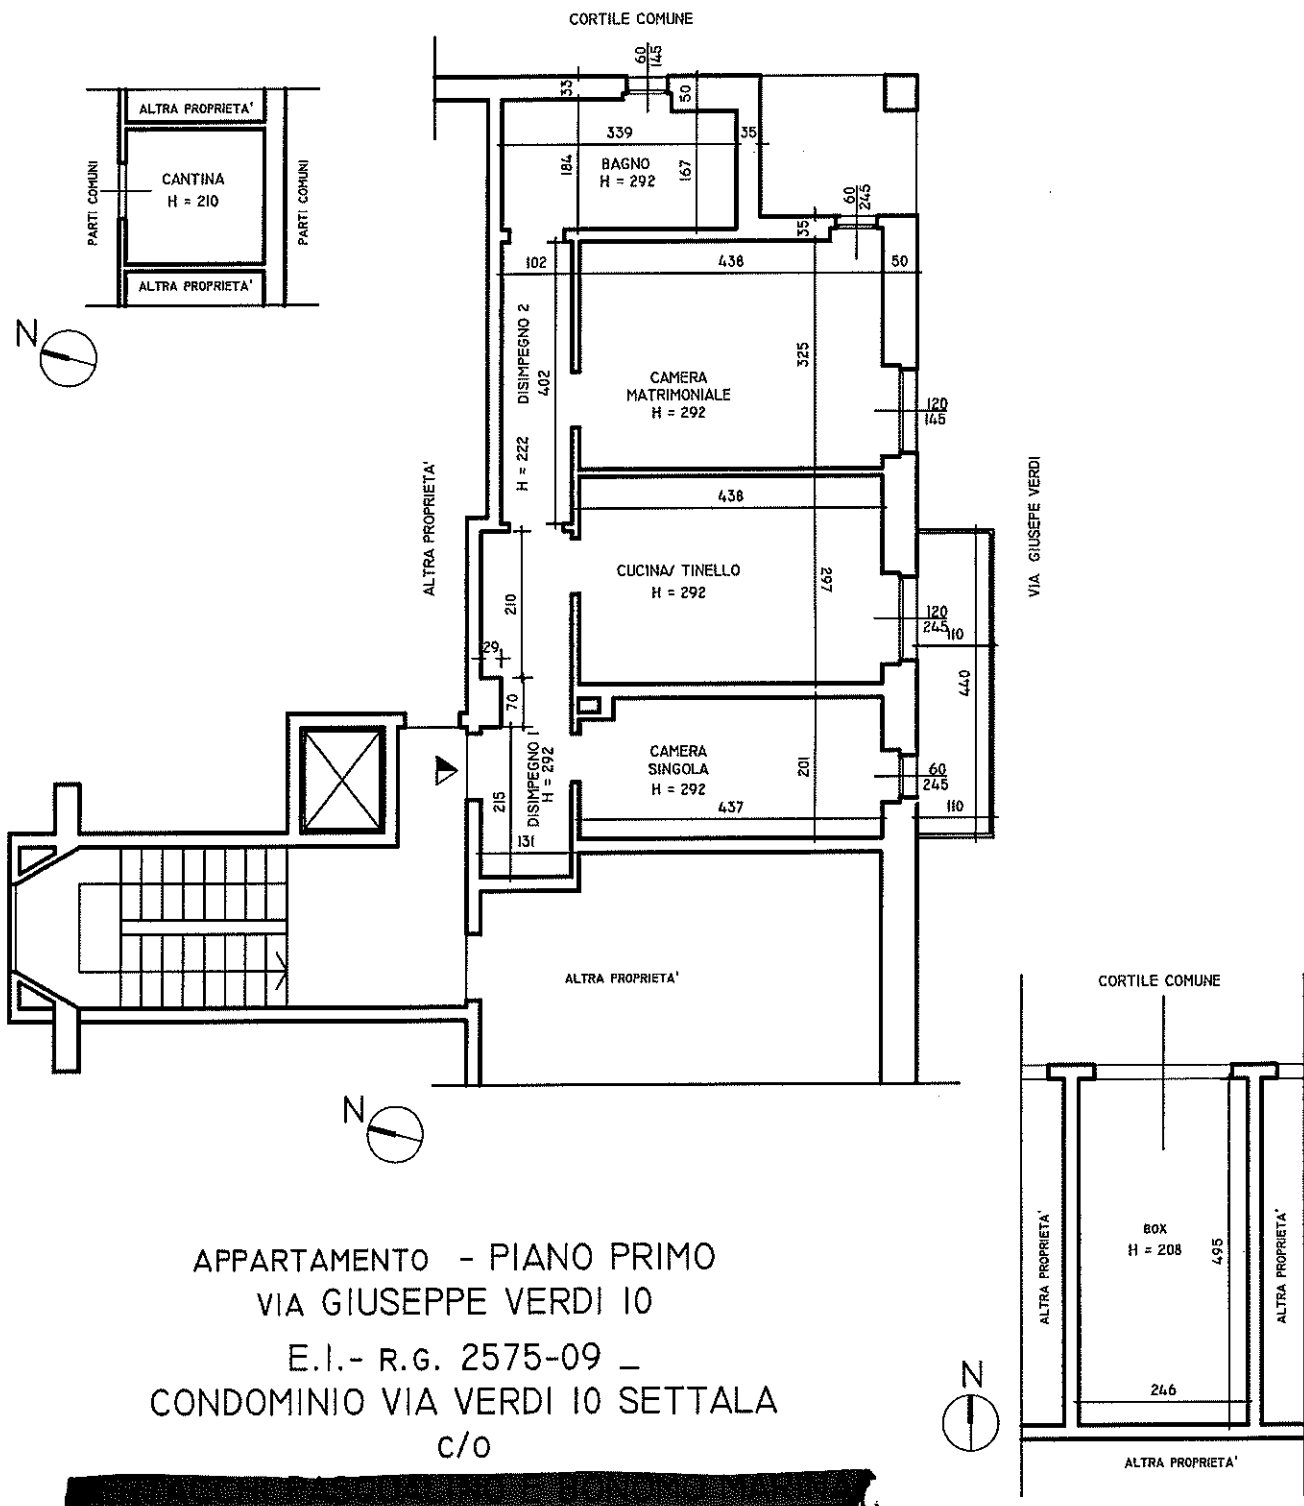 CORTILE COMUNE
60
145
33
50
339
35
184
BAGNO
H = 292
167
60
245
35
102
438
50
DISIMPEGNO 2
H = 222
402
325
CAMERA
MATRIMONIALE
H = 292
120
145
ALTRA PROPRIETA'
438
CUCINA/ TINELLO
H = 292
297
210
29
70
120
245
110
440
VIA GIUSEPE VERDI
DISIMPEGNO 1
H = 292
215
131
CAMERA
SINGOLA
H = 292
201
437
60
245
110
ALTRA PROPRIETA'
N
ALTRA PROPRIETA'
CANTINA
H = 210
PARTI COMUNI
PARTI COMUNI
ALTRA PROPRIETA'
N
CORTILE COMUNE
ALTRA PROPRIETA'
BOX
H = 208
495
ALTRA PROPRIETA'
246
N
ALTRA PROPRIETA'
APPARTAMENTO - PIANO PRIMO
VIA GIUSEPPE VERDI 10
E.I.- R.G. 2575-09 _
CONDOMINIO VIA VERDI 10 SETTALA
C/O